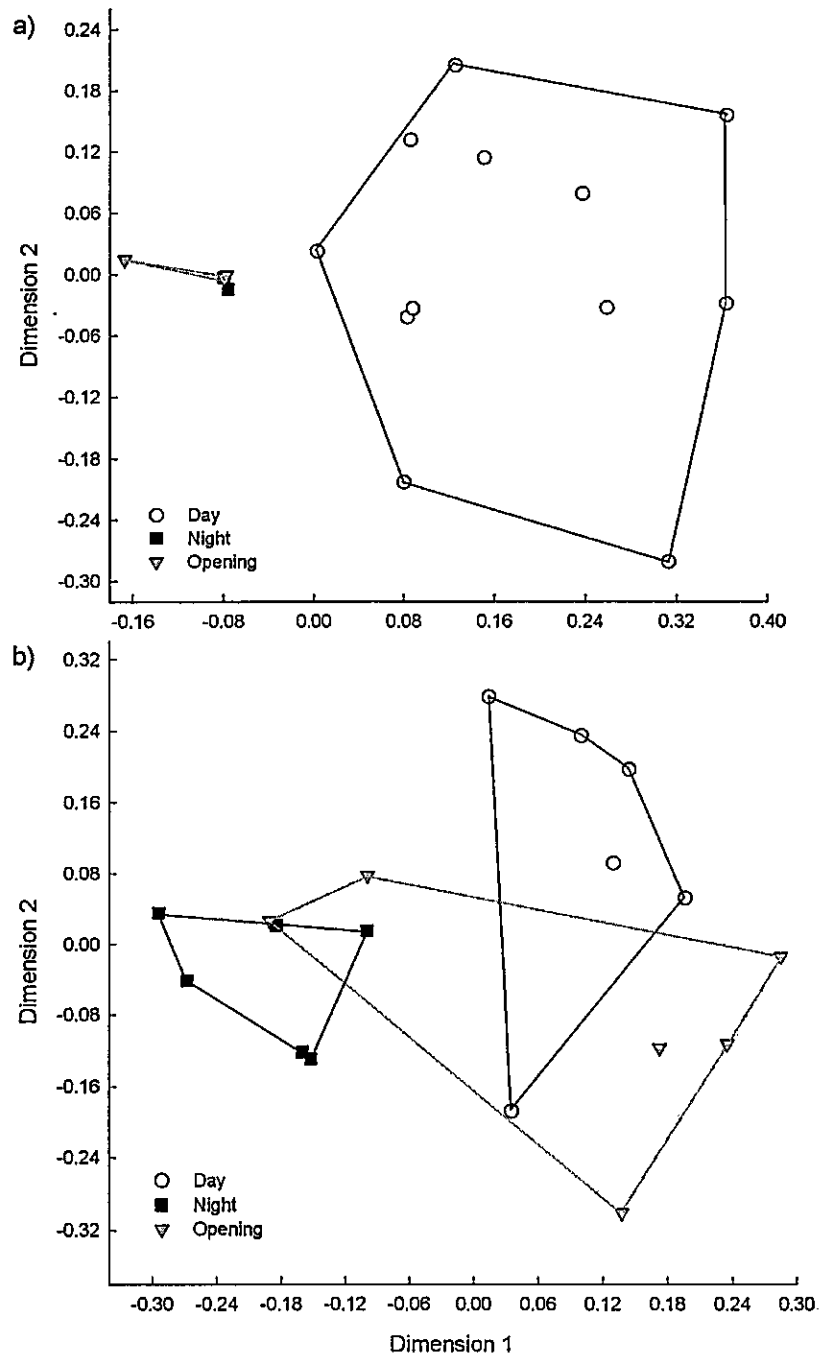 a)
0.24
0.18
0.12
0.06
0.00
-0.06
-0.12
-0.18
-0.24
-0.30
Dimension 2
Day
Night
Opening
-0.16 -0.08 0.00 0.08 0.16 0.24 0.32 0.40
b)
0.32
0.24
0.16
0.08
0.00
-0.08
-0.16
-0.24
-0.32
Dimension 2
Day
Night
Opening
-0.30 -0.24 -0.18 -0.12 -0.06 0.00 0.06 0.12 0.18 0.24 0.30
Dimension 1